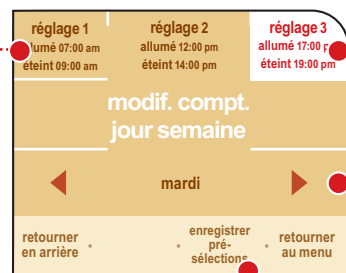 réglage 1
allumé 07:00 am
éteint 09:00 am
réglage 2
allumé 12:00 pm
éteint 14:00 pm
réglage 3
allumé 17:00 p
éteint 19:00 pm
modif. compt.
jour semaine
mardi
retourner
en arrière
enregistrer
pré-
sélections
retourner
au menu